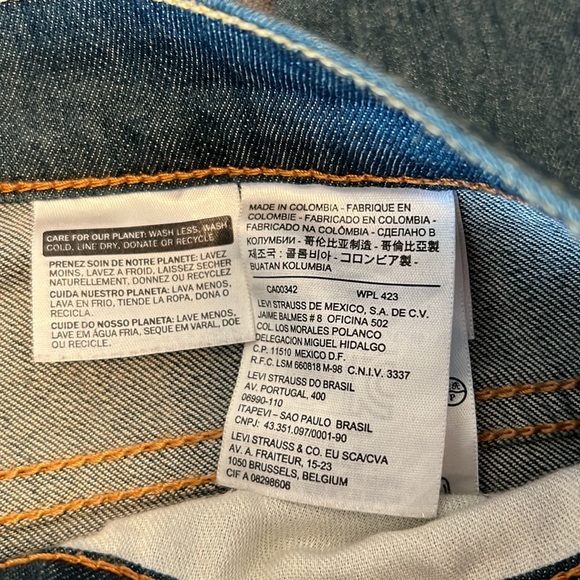 CARE FOR OUR PLANET: WASH LESS, WASH
COLD, LINE DRY, DONATE OR RECYCLE.
PRENEZ SOIN DE NOTRE PLANETE: LAVEZ
MOINS, LAVEZ A FROID, LAISSEZ SECHER
NATURELLEMENT, DONNEZ OU RECYCLEZ.
CUIDA NUESTRO PLANETA: LAVA MENOS,
LAVA EN FRIO, TIENDE LA ROPA, DONA O
RECICLA.
CUIDE DO NOSSO PLANETA: LAVE MENOS,
LAVE EM ÁGUA FRIA, SEQUE EM VARAL, DOE
OU RECICLE.
MADE IN COLOMBIA - FABRIQUE EN
COLOMBIE - FABRICADO EN COLOMBIA -
FABRICADO NA COLÔMBIA - СДЕЛАНО В
КОЛУМБИИ - 哥伦比亚制造 - 哥倫比亞製
제조국 : 콜롬비아 - コロンビア製 -
BUATAN KOLUMBIA
CA00342 WPL 423
LEVI STRAUSS DE MEXICO, S.A. DE C.V.
JAIME BALMES # 8 OFICINA 502
COL. LOS MORALES POLANCO
DELEGACION MIGUEL HIDALGO
C.P. 11510 MEXICO D.F.
R.F.C. LSM 660818 M-98 C.N.I.V. 3337
LEVI STRAUSS DO BRASIL
AV. PORTUGAL, 400
06990-110
ITAPEVI - SAO PAULO BRASIL
CNPJ: 43.351.097/0001-90
LEVI STRAUSS & CO. EU SCA/CVA
AV. A. FRAITEUR, 15-23
1050 BRUSSELS, BELGIUM
CIF A 08298606
P